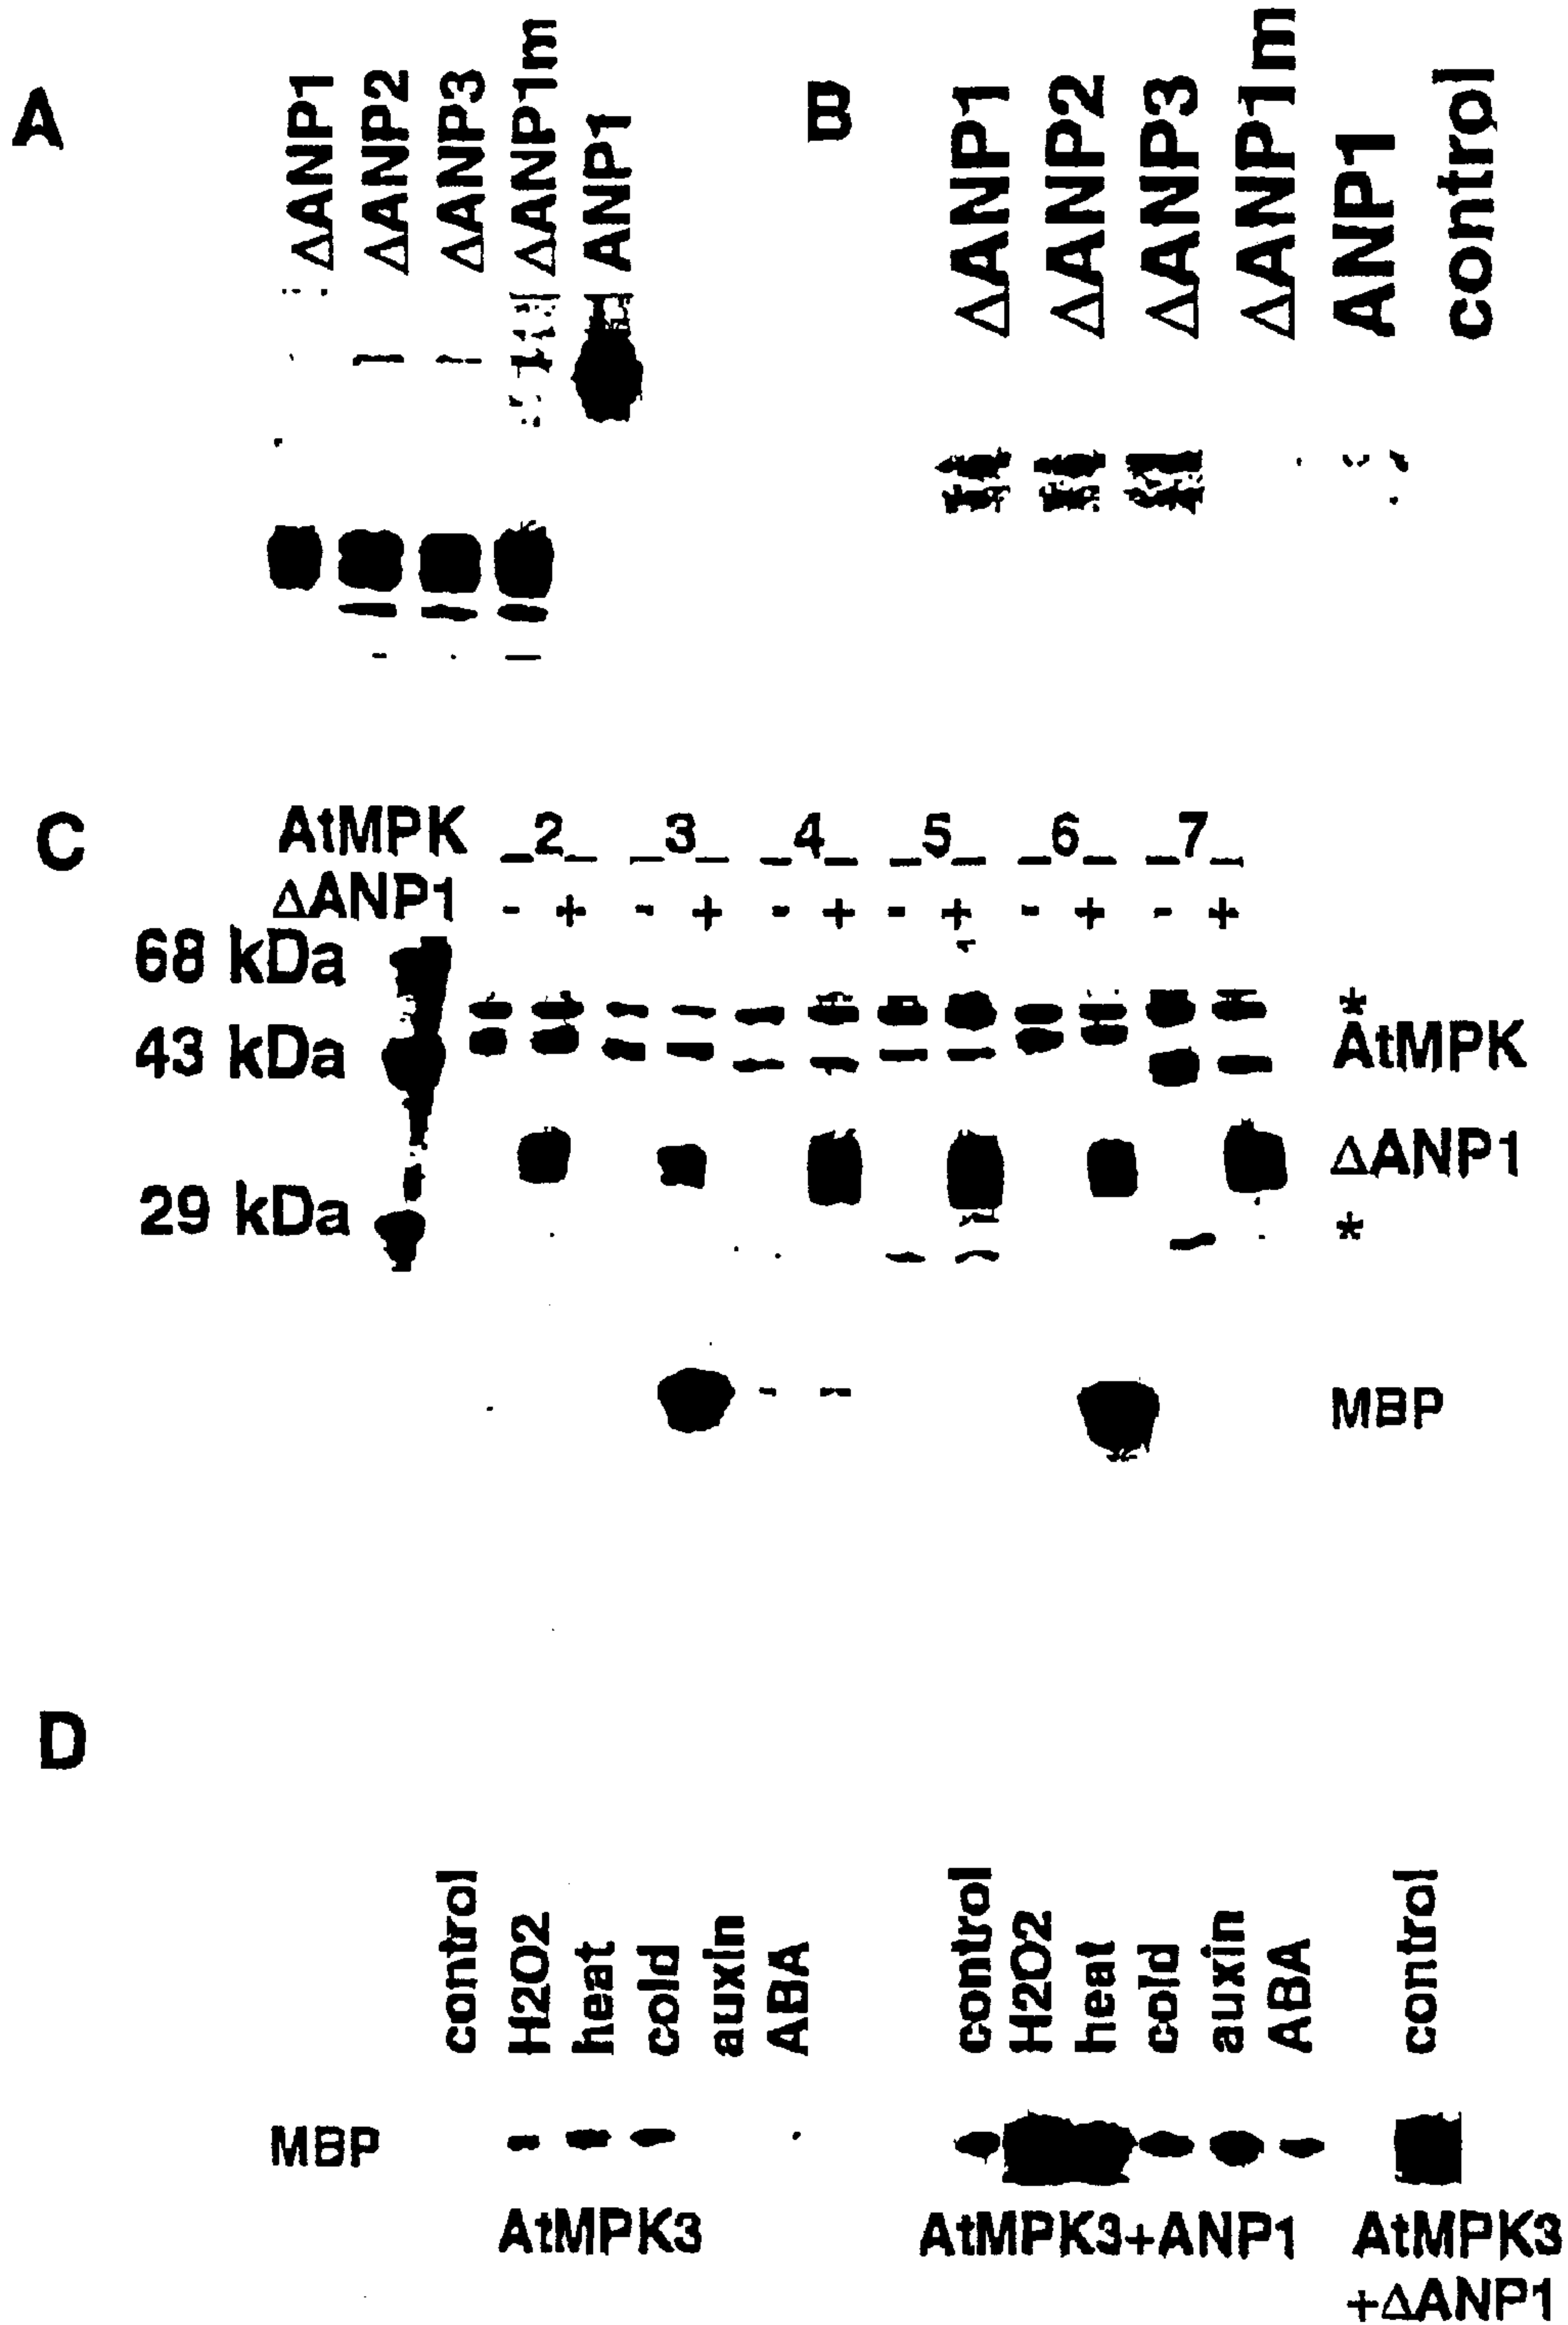 A
ΔANP1
ΔANP2
ΔANP3
ΔANP1m
ANP1
B
ΔANP1
ΔANP2
ΔANP3
ΔANP1m
ANP1
control
C
AtMPK _2_ _3_ _4_ _5_ _6_ _7_
ΔANP1 - + - + - + - + - + - +
68 kDa
*
43 kDa AtMPK
ΔANP1
29 kDa *
MBP
D
control
H2O2
heat
cold
auxin
ABA
control
H2O2
heat
cold
auxin
ABA
control
MBP
AtMPK3 AtMPK3+ANP1 AtMPK3
+ΔANP1